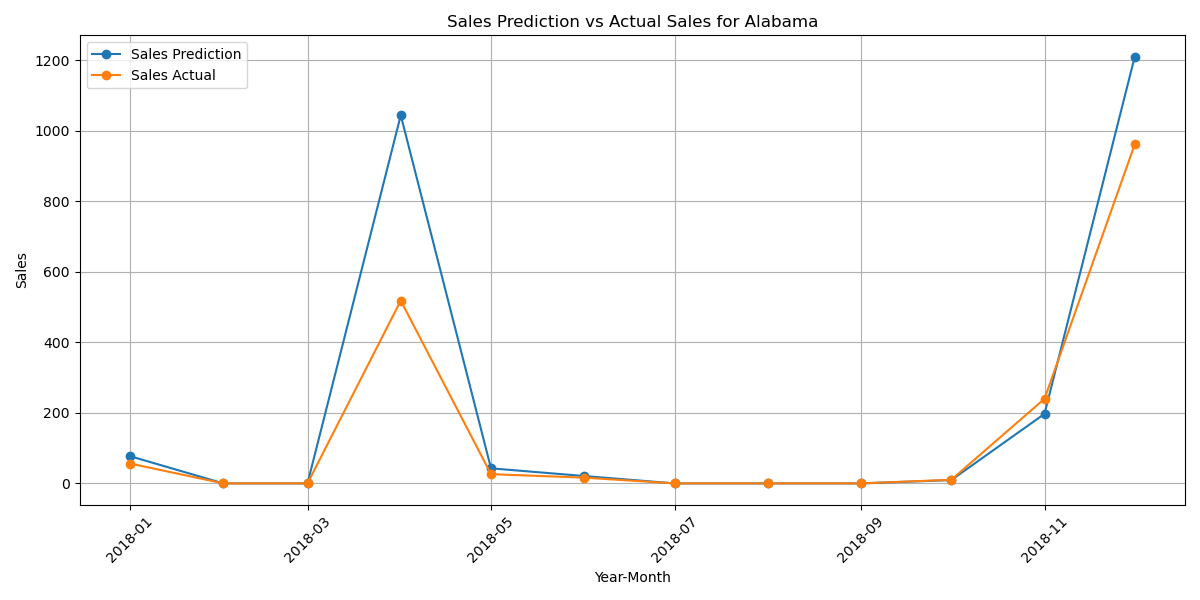 Sales Prediction vs Actual Sales for Alabama
Sales Prediction
Sales Actual
1200
1000
800
600
400
200
0
Sales
2018-01
2018-03
2018-05
2018-07
2018-09
2018-11
Year-Month